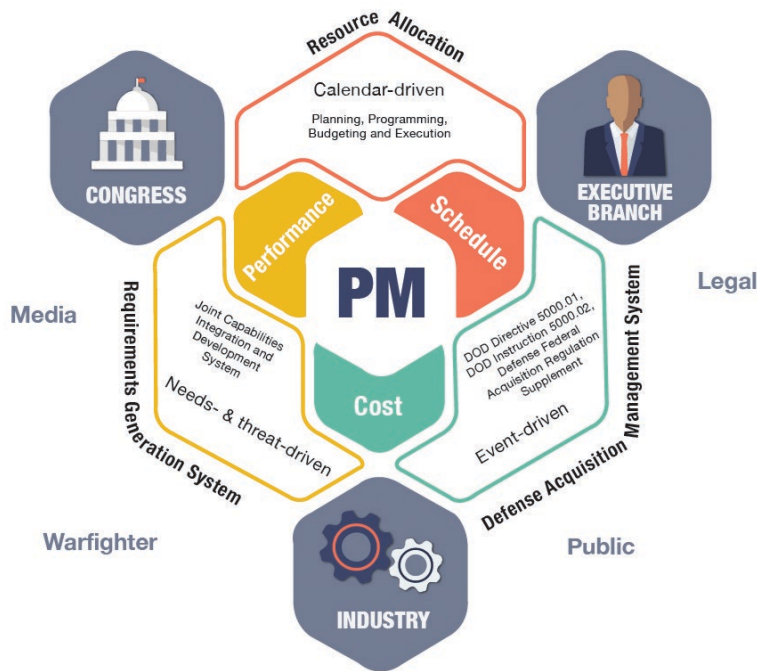 Resource Allocation
Calendar-driven
Planning, Programming,
Budgeting and Execution
CONGRESS
EXECUTIVE
BRANCH
Performance
Schedule
PM
Cost
Media
Legal
Requirements Generation System
Joint Capabilities
Integration and
Development
System
Needs- & threat-driven
DOD Directive 5000.01,
DOD Instruction 5000.02,
Defense Federal
Acquisition Regulation
Supplement
Event-driven
Defense Acquisition Management System
Warfighter
Public
INDUSTRY